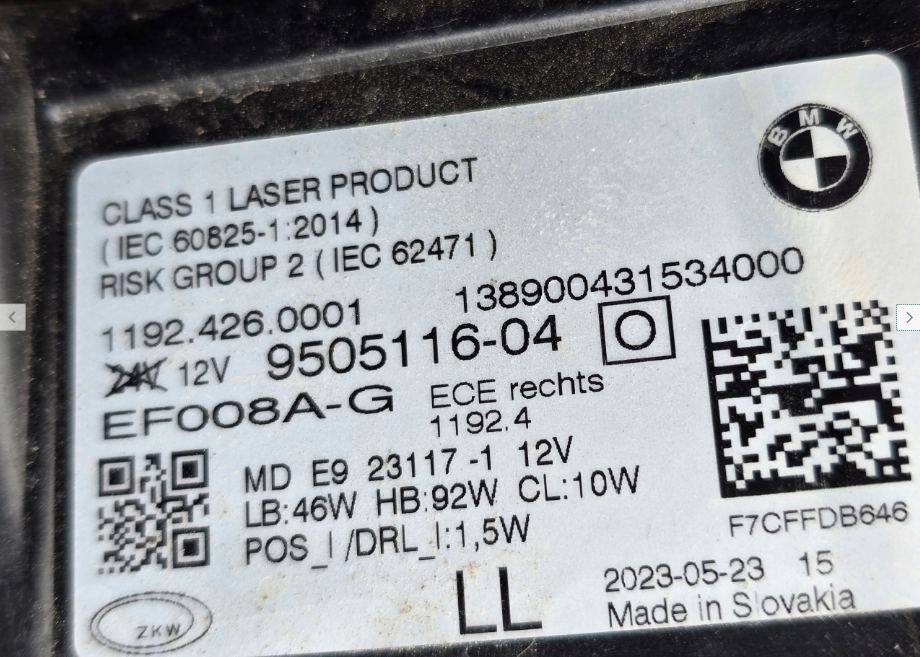 BMW
CLASS 1 LASER PRODUCT
( IEC 60825-1:2014 )
RISK GROUP 2 ( IEC 62471 )
1192.426.0001 138900431534000
24V 12V 9505116-04 O
EF008A-G ECE rechts
1192.4
MD E9 23117 -1 12V
LB:46W HB:92W CL:10W
POS_I /DRL_I:1,5W
F7CFFDB646
LL
2023-05-23 15
Made in Slovakia
ZKW